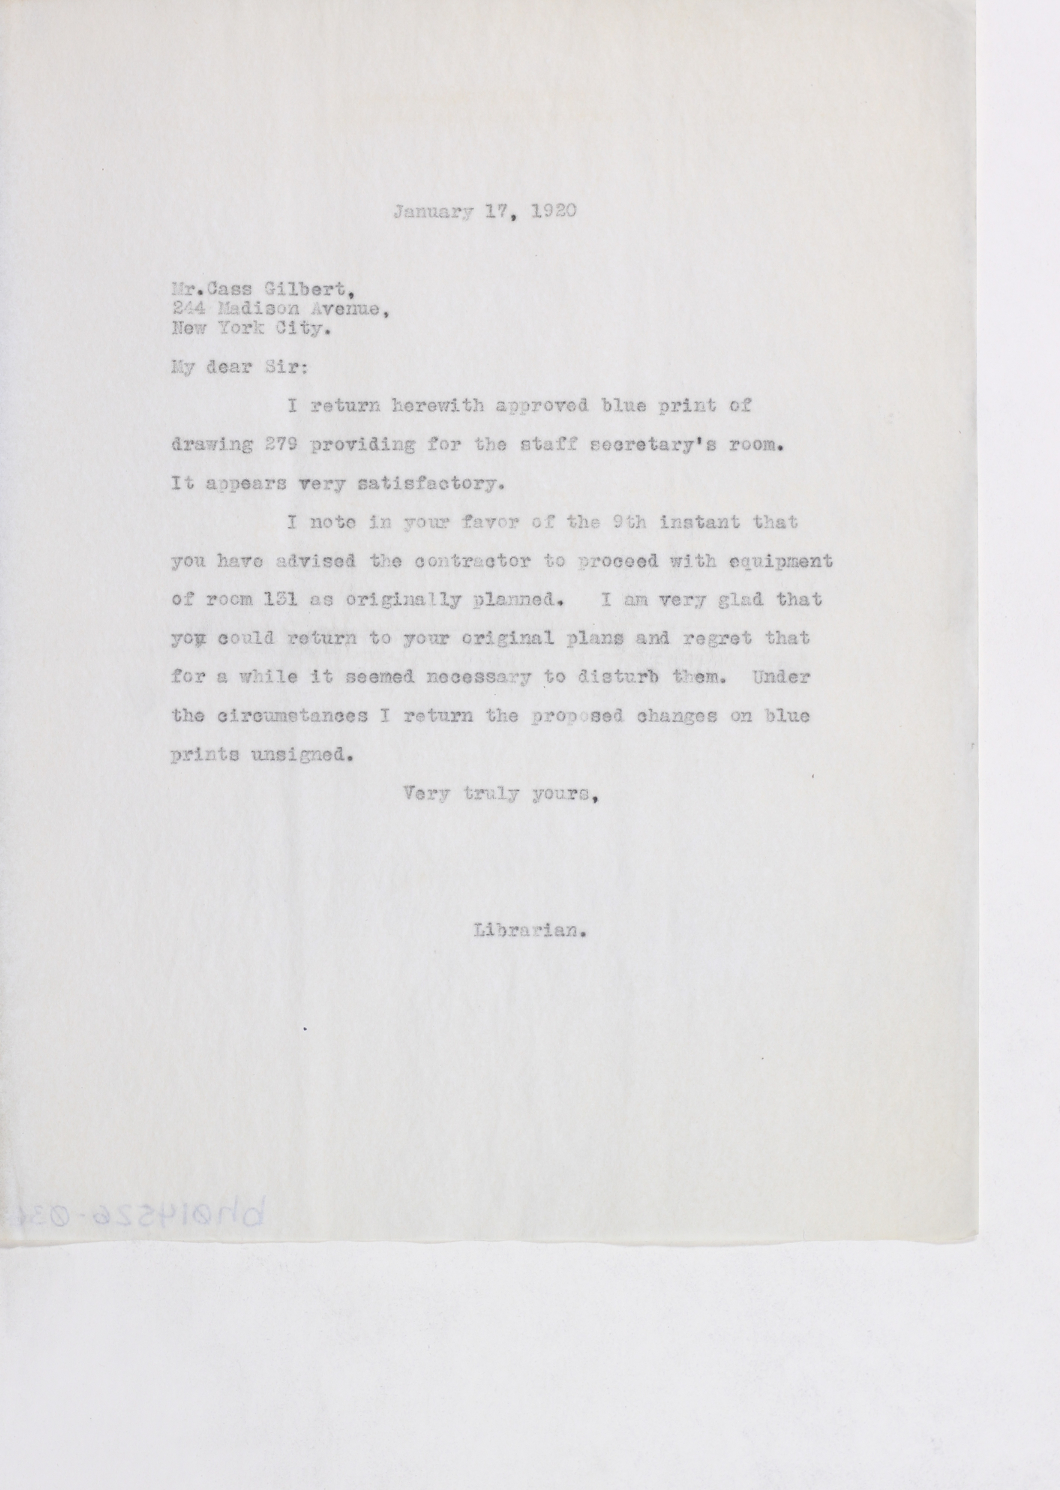 January 17, 1920
Mr.Cass Gilbert,
244 Madison Avenue,
New York City.
My dear Sir:
I return herewith approved blue print of
drawing 279 providing for the staff secretary's room.
It appears very satisfactory.
I note in your favor of the 9th instant that
you have advised the contractor to proceed with equipment
of room 131 as originally planned. I am very glad that
you could return to your original plans and regret that
for a while it seemed necessary to disturb them. Under
the circumstances I return the proposed changes on blue
prints unsigned.
Very truly yours,
Librarian.